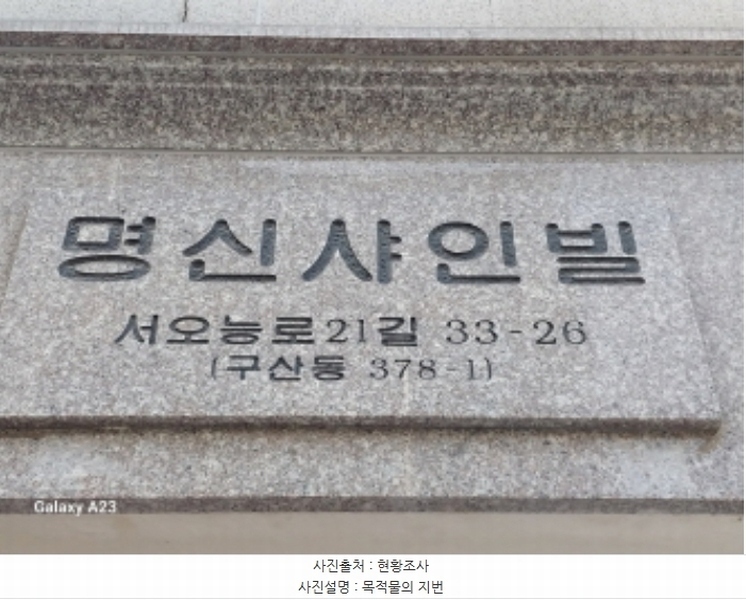 명신샤인빌
서오능로21길 33-26
(구산동 378-1)
Galaxy A23
사진출처 : 현황조사
사진설명 : 목적물의 지번